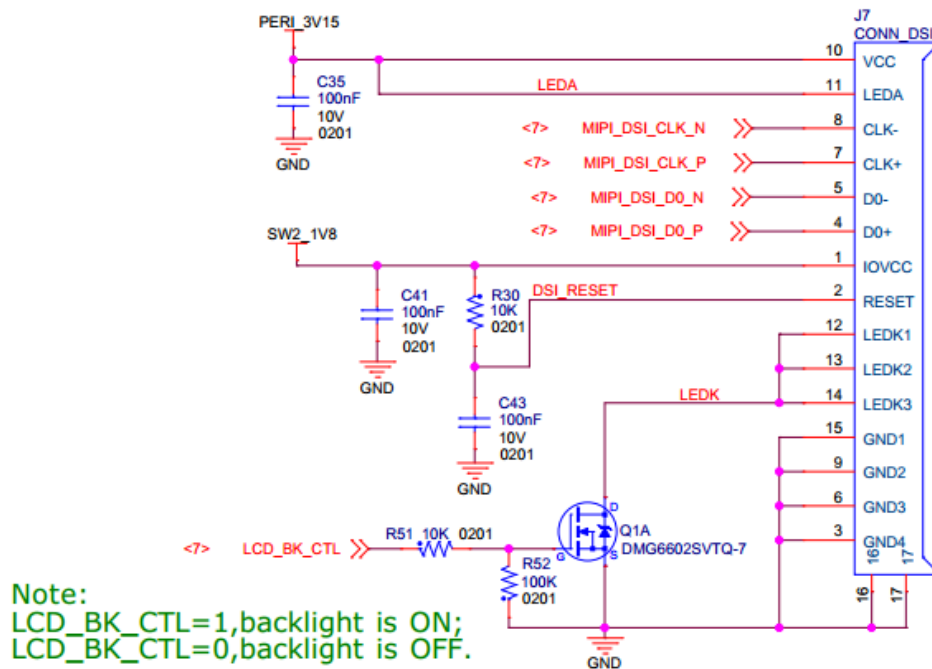 J7
CONN_DSI
PERI_3V15
10 VCC
C35
100nF
10V
0201
GND
LEDA
11 LEDA
<7> MIPI_DSI_CLK_N
8 CLK-
<7> MIPI_DSI_CLK_P
7 CLK+
<7> MIPI_DSI_D0_N
5 D0-
<7> MIPI_DSI_D0_P
4 D0+
SW2_1V8
1 IOVCC
C41
100nF
10V
0201
GND
R30
10K
0201
DSI_RESET
2 RESET
12 LEDK1
13 LEDK2
LEDK
14 LEDK3
C43
100nF
10V
0201
GND
15 GND1
9 GND2
6 GND3
3 GND4
16
17
16
17
<7> LCD_BK_CTL
R51 10K 0201
R52
100K
0201
D
G
S
Q1A
DMG6602SVTQ-7
GND
Note:
LCD_BK_CTL=1,backlight is ON;
LCD_BK_CTL=0,backlight is OFF.